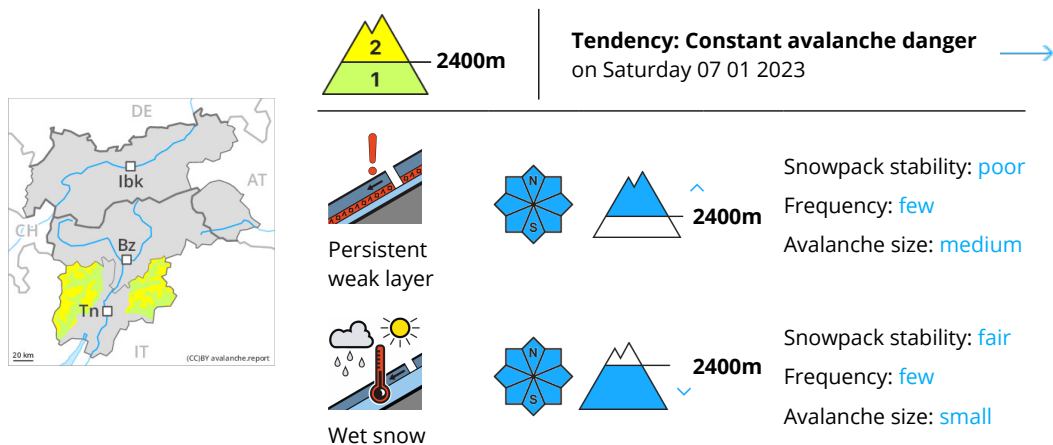 2
2400m
1
Tendency: Constant avalanche danger
on Saturday 07 01 2023
DE
Ibk
AT
CH
Bz
Tn
IT
20 km
(CC)BY avalanche.report
Persistent
weak layer
N
S
2400m
Snowpack stability: poor
Frequency: few
Avalanche size: medium
Wet snow
N
S
2400m
Snowpack stability: fair
Frequency: few
Avalanche size: small